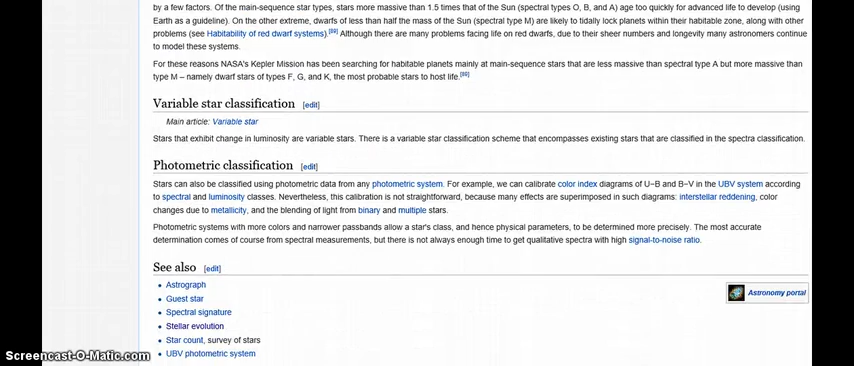 by a few factors. Of the main-sequence star types, stars more massive than 1.5 times that of the Sun (spectral types O, B, and A) age too quickly for advanced life to develop (using
Earth as a guideline). On the other extreme, dwarfs of less than half the mass of the Sun (spectral type M) are likely to tidally lock planets within their habitable zone, along with other
problems (see Habitability of red dwarf systems).[89] Although there are many problems facing life on red dwarfs, due to their sheer numbers and longevity many astronomers continue
to model these systems.
For these reasons NASA's Kepler Mission has been searching for habitable planets mainly at main-sequence stars that are less massive than spectral type A but more massive than
type M – namely dwarf stars of types F, G, and K, the most probable stars to host life.[89]
Variable star classification [edit]
Main article: Variable star
Stars that exhibit change in luminosity are variable stars. There is a variable star classification scheme that encompasses existing stars that are classified in the spectra classification.
Photometric classification [edit]
Stars can also be classified using photometric data from any photometric system. For example, we can calibrate color index diagrams of U−B and B−V in the UBV system according
to spectral and luminosity classes. Nevertheless, this calibration is not straightforward, because many effects are superimposed in such diagrams: interstellar reddening, color
changes due to metallicity, and the blending of light from binary and multiple stars.
Photometric systems with more colors and narrower passbands allow a star's class, and hence physical parameters, to be determined more precisely. The most accurate
determination comes of course from spectral measurements, but there is not always enough time to get qualitative spectra with high signal-to-noise ratio.
See also [edit]
Astrograph
Guest star
Spectral signature
Stellar evolution
Star count, survey of stars
UBV photometric system
Astronomy portal
Screencast-O-Matic.com